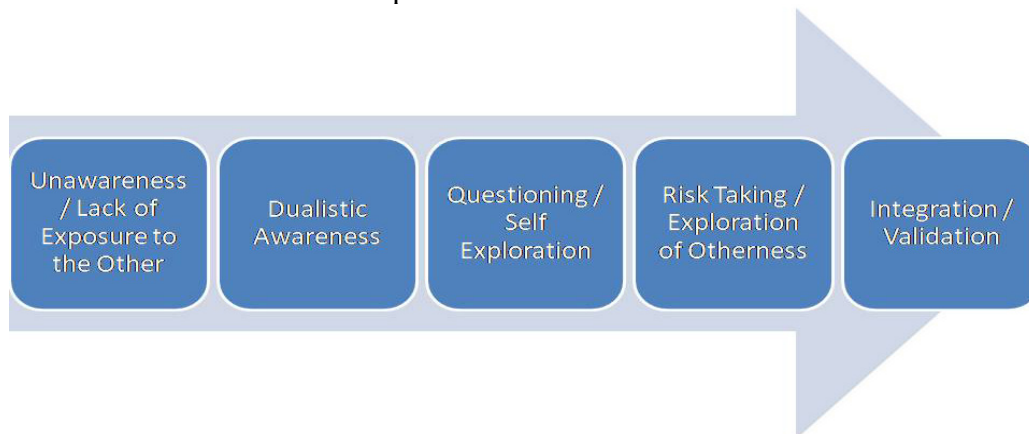 Unawareness
/ Lack of
Exposure to
the Other
Dualistic
Awareness
Questioning /
Self
Exploration
Risk Taking /
Exploration
of Otherness
Integration /
Validation